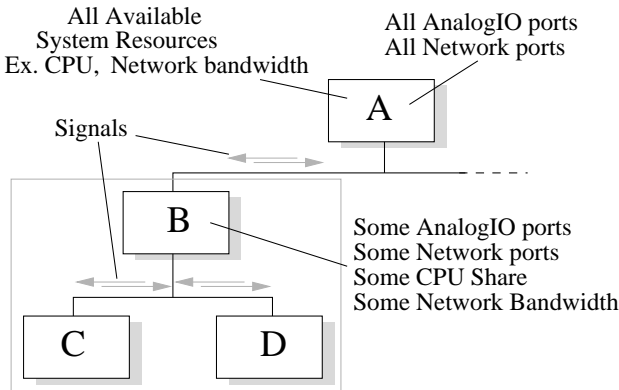 All Available
System Resources
Ex. CPU, Network bandwidth
All AnalogIO ports
All Network ports
A
Signals
B
Some AnalogIO ports
Some Network ports
Some CPU Share
Some Network Bandwidth
C
D